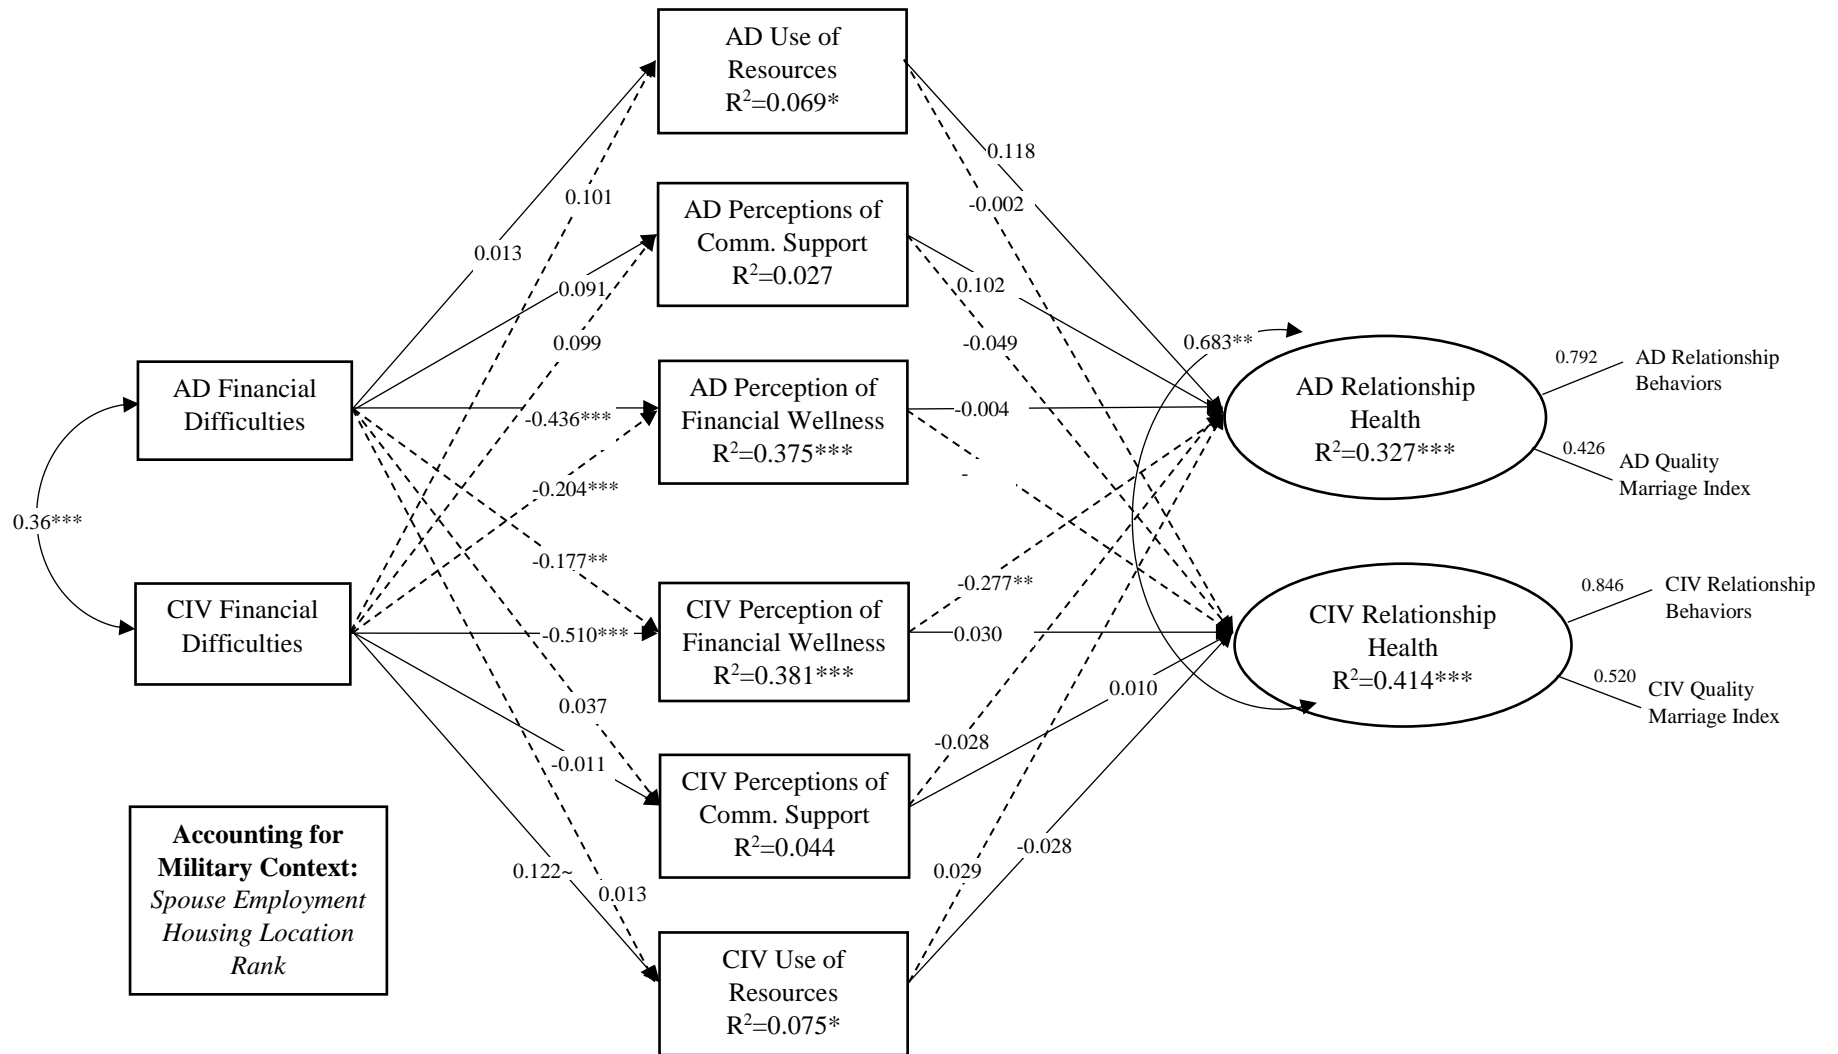 AD Use of
Resources
R²=0.069*
AD Perceptions of
Comm. Support
R²=0.027
AD Perception of
Financial Wellness
R²=0.375***
CIV Perception of
Financial Wellness
R²=0.381***
CIV Perceptions of
Comm. Support
R²=0.044
CIV Use of
Resources
R²=0.075*
AD Financial
Difficulties
CIV Financial
Difficulties
0.36***
Accounting for
Military Context:
Spouse Employment
Housing Location
Rank
0.013
0.101
0.091
0.099
-0.436***
-0.204***
-0.177**
-0.510***
0.037
-0.011
0.122~
0.013
0.118
-0.002
0.102
-0.049
-0.004
-
-0.277**
0.030
0.010
-0.028
0.029
-0.028
0.683**
AD Relationship
Health
R²=0.327***
0.792
AD Relationship
Behaviors
0.426
AD Quality
Marriage Index
CIV Relationship
Health
R²=0.414***
0.846
CIV Relationship
Behaviors
0.520
CIV Quality
Marriage Index